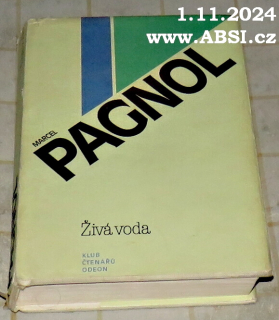 1.11.2024
www.ABSI.cz
MARCEL
PAGNOL
Živá voda
KLUB
ČTENÁŘŮ
ODEON